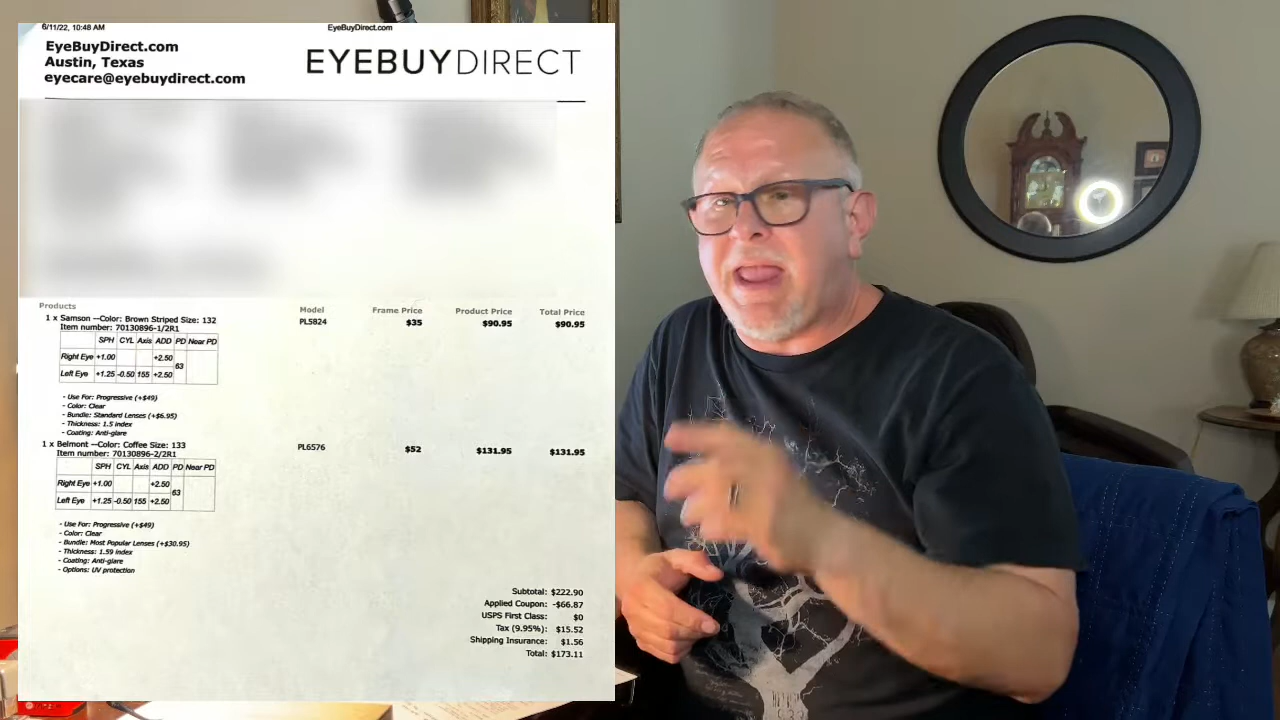 6/11/22, 10:48 AM
EyeBuyDirect.com
EyeBuyDirect.com
Austin, Texas
eyecare@eyebuydirect.com
EYEBUYDIRECT
Products Model Frame Price Product Price Total Price
1 x Samson --Color: Brown Striped Size: 132 PL5824 $35 $90.95 $90.95
Item number: 70130896-1/2R1
SPH CYL Axis ADD PD Near PD
Right Eye +1.00 +2.50
63
Left Eye +1.25 -0.50 155 +2.50
- Use For: Progressive (+$49)
- Color: Clear
- Bundle: Standard Lenses (+$6.95)
- Thickness: 1.5 index
- Coating: Anti-glare
1 x Belmont --Color: Coffee Size: 133 PL6576 $52 $131.95 $131.95
Item number: 70130896-2/2R1
SPH CYL Axis ADD PD Near PD
Right Eye +1.00 +2.50
63
Left Eye +1.25 -0.50 155 +2.50
- Use For: Progressive (+$49)
- Color: Clear
- Bundle: Most Popular Lenses (+$30.95)
- Thickness: 1.59 index
- Coating: Anti-glare
- Options: UV protection
Subtotal: $222.90
Applied Coupon: -$66.87
USPS First Class: $0
Tax (9.95%): $15.52
Shipping Insurance: $1.56
Total: $173.11